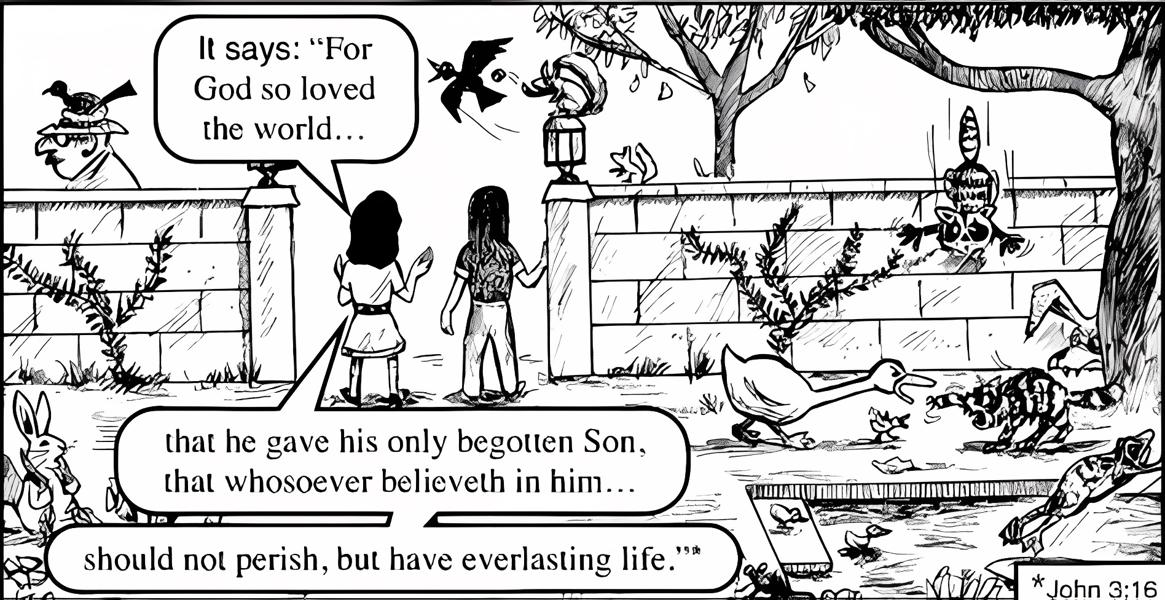 It says: “For
God so loved
the world...
that he gave his only begotten Son,
that whosoever believeth in him...
should not perish, but have everlasting life.’”*
*John 3;16